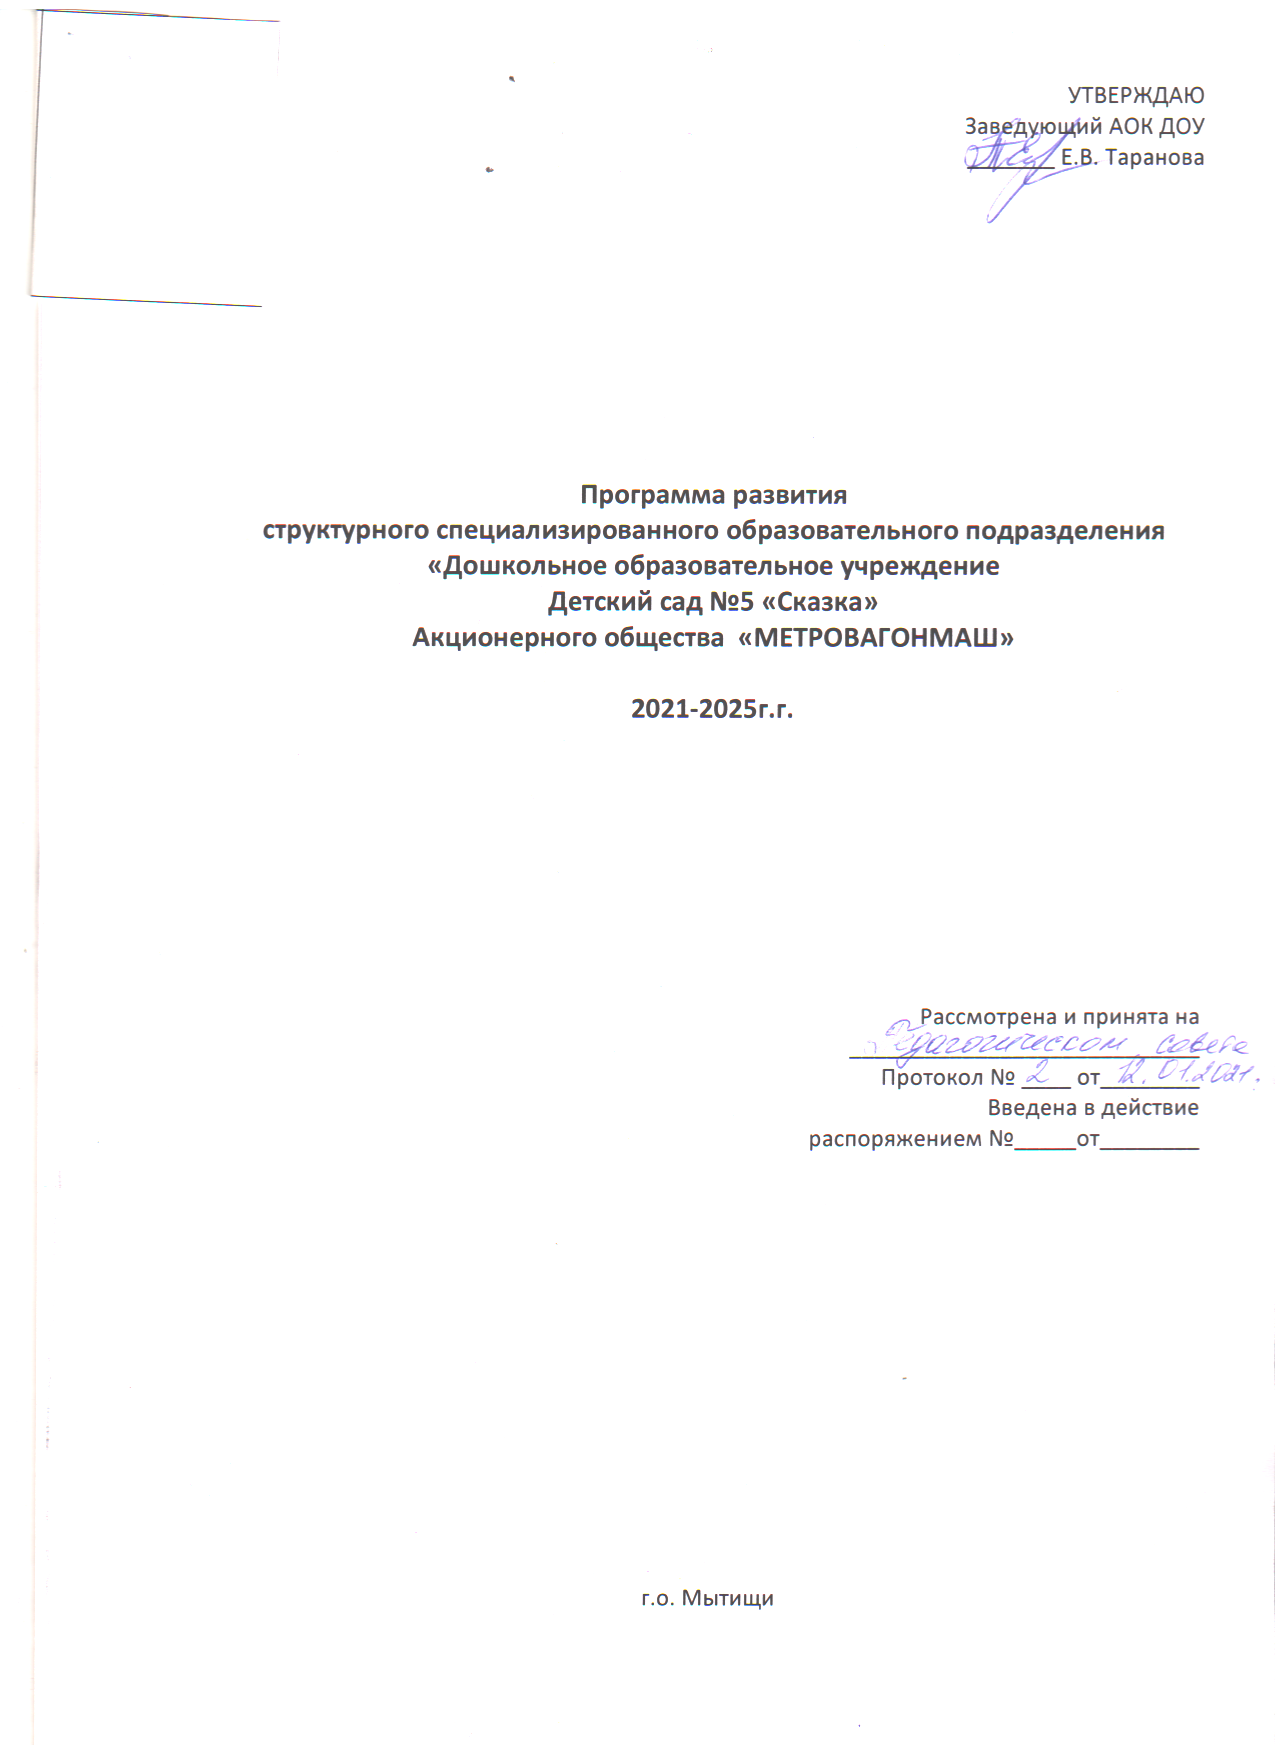 УТВЕРЖДАЮ
Заведующий АОК ДОУ
_______ Е.В. Таранова
Программа развития
структурного специализированного образовательного подразделения
«Дошкольное образовательное учреждение
Детский сад №5 «Сказка»
Акционерного общества «МЕТРОВАГОНМАШ»
2021-2025г.г.
Рассмотрена и принята на
Педагогическом совете
Протокол № 2 от 12.01.2021.
Введена в действие
распоряжением №_____от________
г.о. Мытищи